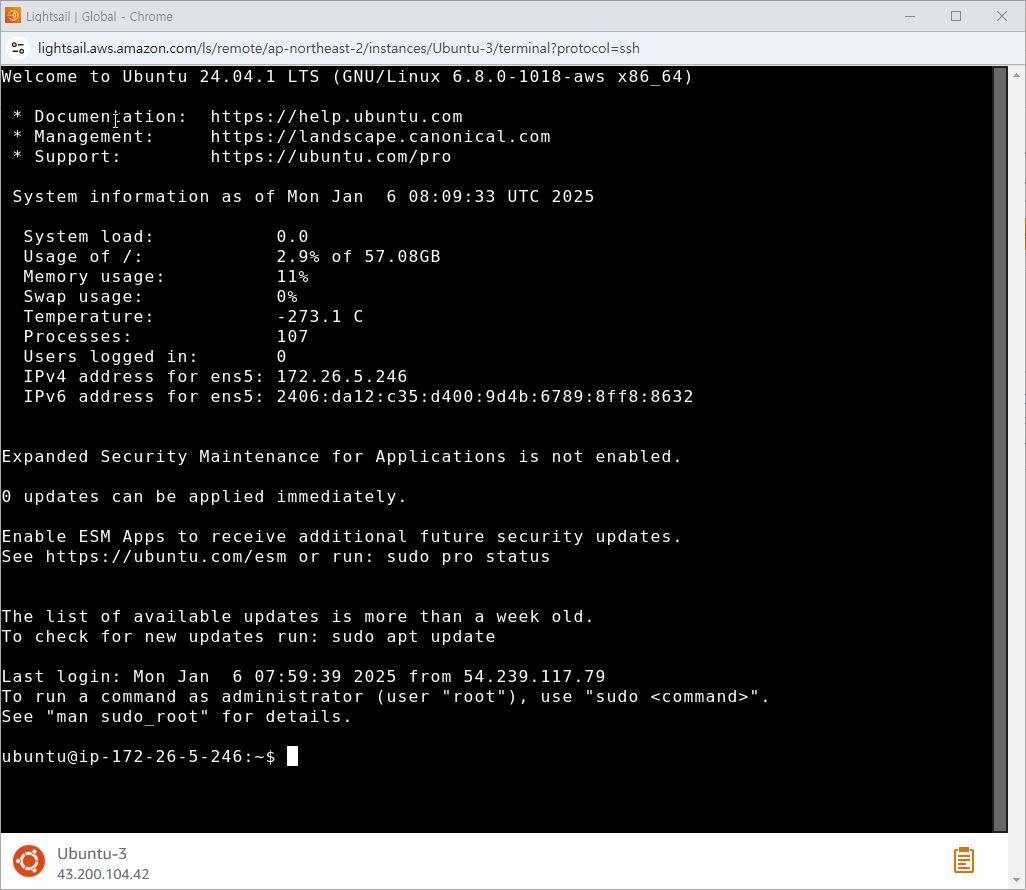 Lightsail | Global - Chrome
lightsail.aws.amazon.com/ls/remote/ap-northeast-2/instances/Ubuntu-3/terminal?protocol=ssh
Welcome to Ubuntu 24.04.1 LTS (GNU/Linux 6.8.0-1018-aws x86_64)
* Documentation:  https://help.ubuntu.com
* Management:     https://landscape.canonical.com
* Support:        https://ubuntu.com/pro
System information as of Mon Jan  6 08:09:33 UTC 2025
System load:           0.0
Usage of /:            2.9% of 57.08GB
Memory usage:          11%
Swap usage:            0%
Temperature:           -273.1 C
Processes:             107
Users logged in:       0
IPv4 address for ens5: 172.26.5.246
IPv6 address for ens5: 2406:da12:c35:d400:9d4b:6789:8ff8:8632
Expanded Security Maintenance for Applications is not enabled.
0 updates can be applied immediately.
Enable ESM Apps to receive additional future security updates.
See https://ubuntu.com/esm or run: sudo pro status
The list of available updates is more than a week old.
To check for new updates run: sudo apt update
Last login: Mon Jan  6 07:59:39 2025 from 54.239.117.79
To run a command as administrator (user "root"), use "sudo <command>".
See "man sudo_root" for details.
ubuntu@ip-172-26-5-246:~$
Ubuntu-3
43.200.104.42